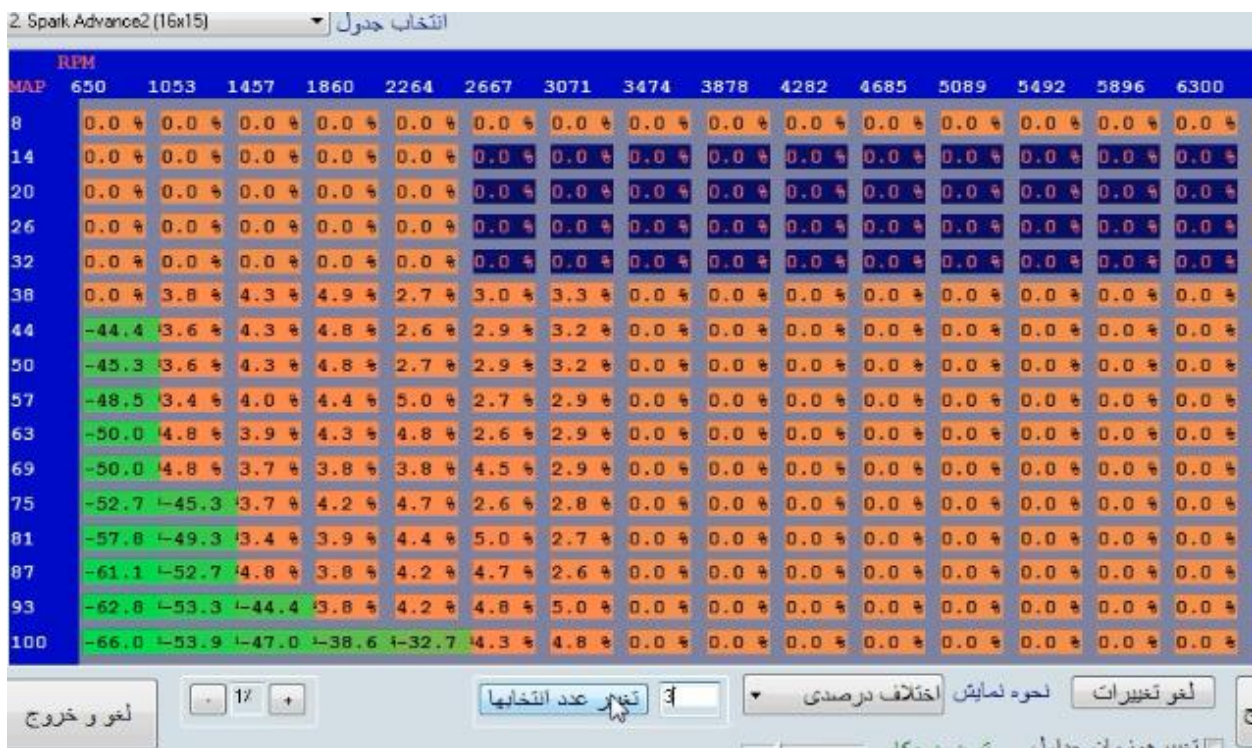 2. Spark Advance2 (16x15) انتخاب جدول
RPM
MAP 650 1053 1457 1860 2264 2667 3071 3474 3878 4282 4685 5089 5492 5896 6300
8 0.0 % 0.0 % 0.0 % 0.0 % 0.0 % 0.0 % 0.0 % 0.0 % 0.0 % 0.0 % 0.0 % 0.0 % 0.0 % 0.0 % 0.0 %
14 0.0 % 0.0 % 0.0 % 0.0 % 0.0 % 0.0 % 0.0 % 0.0 % 0.0 % 0.0 % 0.0 % 0.0 % 0.0 % 0.0 % 0.0 %
20 0.0 % 0.0 % 0.0 % 0.0 % 0.0 % 0.0 % 0.0 % 0.0 % 0.0 % 0.0 % 0.0 % 0.0 % 0.0 % 0.0 % 0.0 %
26 0.0 % 0.0 % 0.0 % 0.0 % 0.0 % 0.0 % 0.0 % 0.0 % 0.0 % 0.0 % 0.0 % 0.0 % 0.0 % 0.0 % 0.0 %
32 0.0 % 0.0 % 0.0 % 0.0 % 0.0 % 0.0 % 0.0 % 0.0 % 0.0 % 0.0 % 0.0 % 0.0 % 0.0 % 0.0 % 0.0 %
38 0.0 % 3.8 % 4.3 % 4.9 % 2.7 % 3.0 % 3.3 % 0.0 % 0.0 % 0.0 % 0.0 % 0.0 % 0.0 % 0.0 % 0.0 %
44 -44.4 3.6 % 4.3 % 4.8 % 2.6 % 2.9 % 3.2 % 0.0 % 0.0 % 0.0 % 0.0 % 0.0 % 0.0 % 0.0 % 0.0 %
50 -45.3 3.6 % 4.3 % 4.8 % 2.7 % 2.9 % 3.2 % 0.0 % 0.0 % 0.0 % 0.0 % 0.0 % 0.0 % 0.0 % 0.0 %
57 -48.5 3.4 % 4.0 % 4.4 % 5.0 % 2.7 % 2.9 % 0.0 % 0.0 % 0.0 % 0.0 % 0.0 % 0.0 % 0.0 % 0.0 %
63 -50.0 4.8 % 3.9 % 4.3 % 4.8 % 2.6 % 2.9 % 0.0 % 0.0 % 0.0 % 0.0 % 0.0 % 0.0 % 0.0 % 0.0 %
69 -50.0 4.8 % 3.7 % 3.8 % 3.8 % 4.5 % 2.9 % 0.0 % 0.0 % 0.0 % 0.0 % 0.0 % 0.0 % 0.0 % 0.0 %
75 -52.7 -45.3 3.7 % 4.2 % 4.7 % 2.6 % 2.8 % 0.0 % 0.0 % 0.0 % 0.0 % 0.0 % 0.0 % 0.0 % 0.0 %
81 -57.8 -49.3 3.4 % 3.9 % 4.4 % 5.0 % 2.7 % 0.0 % 0.0 % 0.0 % 0.0 % 0.0 % 0.0 % 0.0 % 0.0 %
87 -61.1 -52.7 4.8 % 3.8 % 4.2 % 4.7 % 2.6 % 0.0 % 0.0 % 0.0 % 0.0 % 0.0 % 0.0 % 0.0 % 0.0 %
93 -62.8 -53.3 -44.4 3.8 % 4.2 % 4.8 % 5.0 % 0.0 % 0.0 % 0.0 % 0.0 % 0.0 % 0.0 % 0.0 % 0.0 %
100 -66.0 -53.9 -47.0 -38.6 -32.7 4.3 % 4.8 % 0.0 % 0.0 % 0.0 % 0.0 % 0.0 % 0.0 % 0.0 % 0.0 %
لغو تغییرات نحوه نمایش اختلاف درصدی 3 تغییر عدد انتخابها + 1% - لغو و خروج